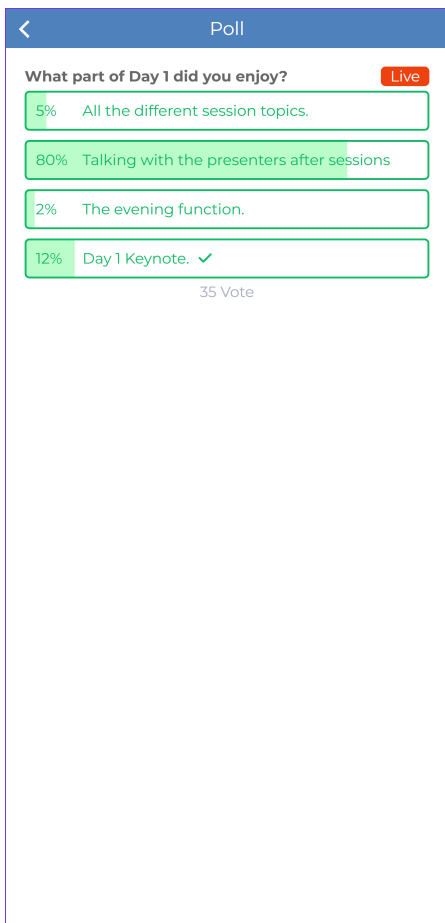 Poll
What part of Day 1 did you enjoy? Live
5% All the different session topics.
80% Talking with the presenters after sessions
2% The evening function.
12% Day 1 Keynote.
35 Vote